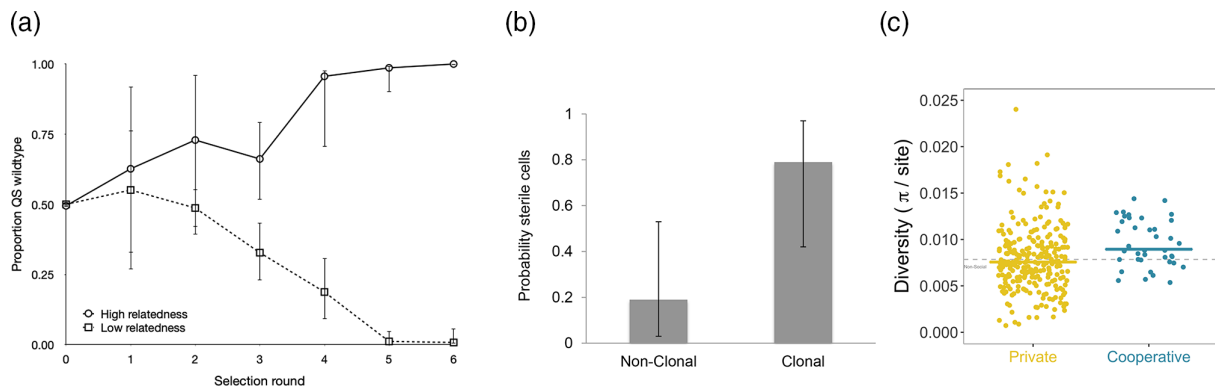 (a)
1.00
0.75
0.50
0.25
0.00
Proportion QS wildtype
High relatedness
Low relatedness
0 1 2 3 4 5 6
Selection round
(b)
1
0.8
0.6
0.4
0.2
0
Probability sterile cells
Non-Clonal Clonal
(c)
0.025
0.020
0.015
0.010
0.005
0.000
Diversity ( π / site)
Non-Social
Private Cooperative